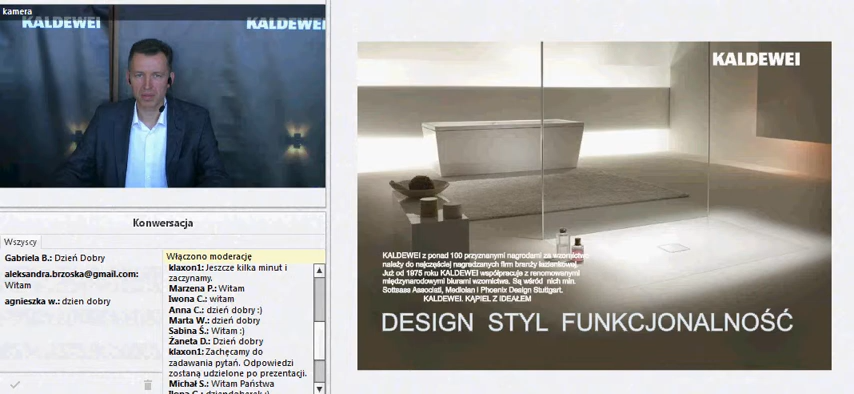 kamera
KALDEWEI
KALDEWEI
Konwersacja
Wszyscy
Gabriela B.: Dzień Dobry
aleksandra.brzoska@gmail.com:
Witam
agnieszka w.: dzien dobry
Włączono moderację
klaxon1: Jeszcze kilka minut i
zaczynamy.
Marzena P.: Witam
Iwona C.: witam
Anna C.: dzień dobry :)
Marta W.: dzień dobry
Sabina Ś.: Witam :)
Żaneta D.: Dzień dobry
klaxon1: Zachęcamy do
zadawania pytań. Odpowiedzi
zostaną udzielone po prezentacji.
Michał S.: Witam Państwa
KALDEWEI
KALDEWEI z ponad 100 przyznanymi nagrodami za wzornictwo
należy do najczęściej nagradzanych firm branży łazienkowej.
Już od 1975 roku KALDEWEI współpracuje z renomowanymi
międzynarodowymi biurami wzornictwa. Są wśród nich min.
Sottsass Associati, Medician i Phoenix Design Stuttgart.
KALDEWEI. KĄPIEL Z IDEAŁEM
DESIGN STYL FUNKCJONALNOŚĆ